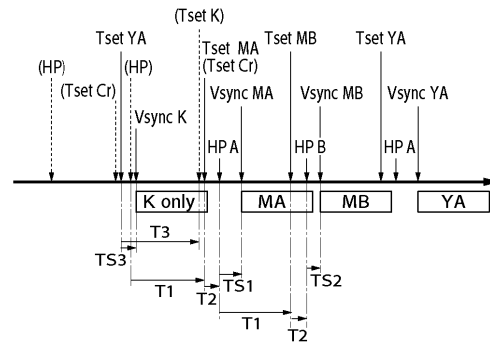 (Tset K)
Tset YA
Tset MA
Tset MB
Tset YA
(HP)
(HP)
(Tset Cr)
(Tset Cr)
Vsync K
Vsync MA
Vsync MB
Vsync YA
HP A
HP B
HP A
K only
MA
MB
YA
T3
TS3
TS1
TS2
T1
T2
T1
T2